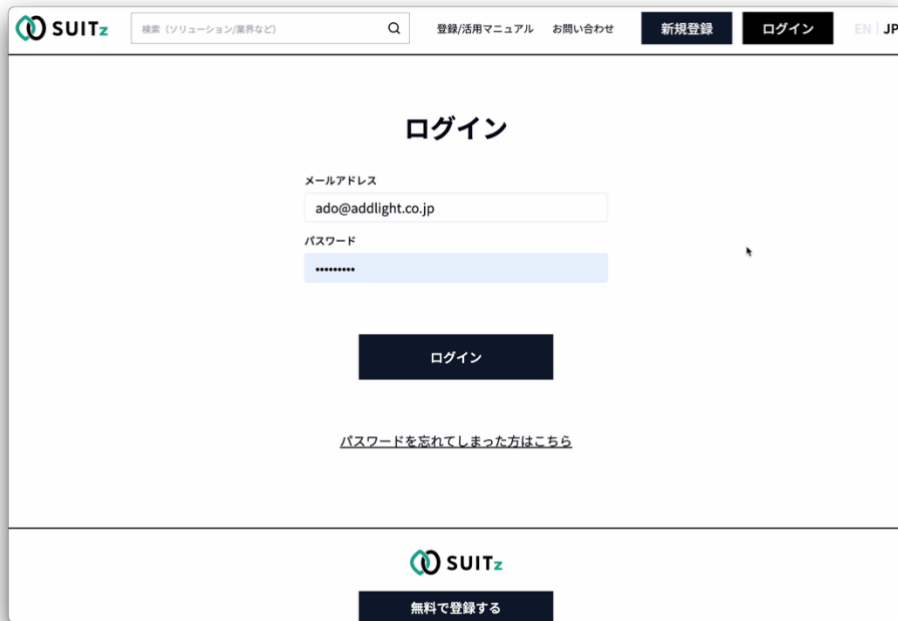 SUITz
検索（ソリューション/業界など）
登録/活用マニュアル
お問い合わせ
新規登録
ログイン
EN | JP
ログイン
メールアドレス
ado@addlight.co.jp
パスワード
•••••••••
ログイン
パスワードを忘れてしまった方はこちら
SUITz
無料で登録する